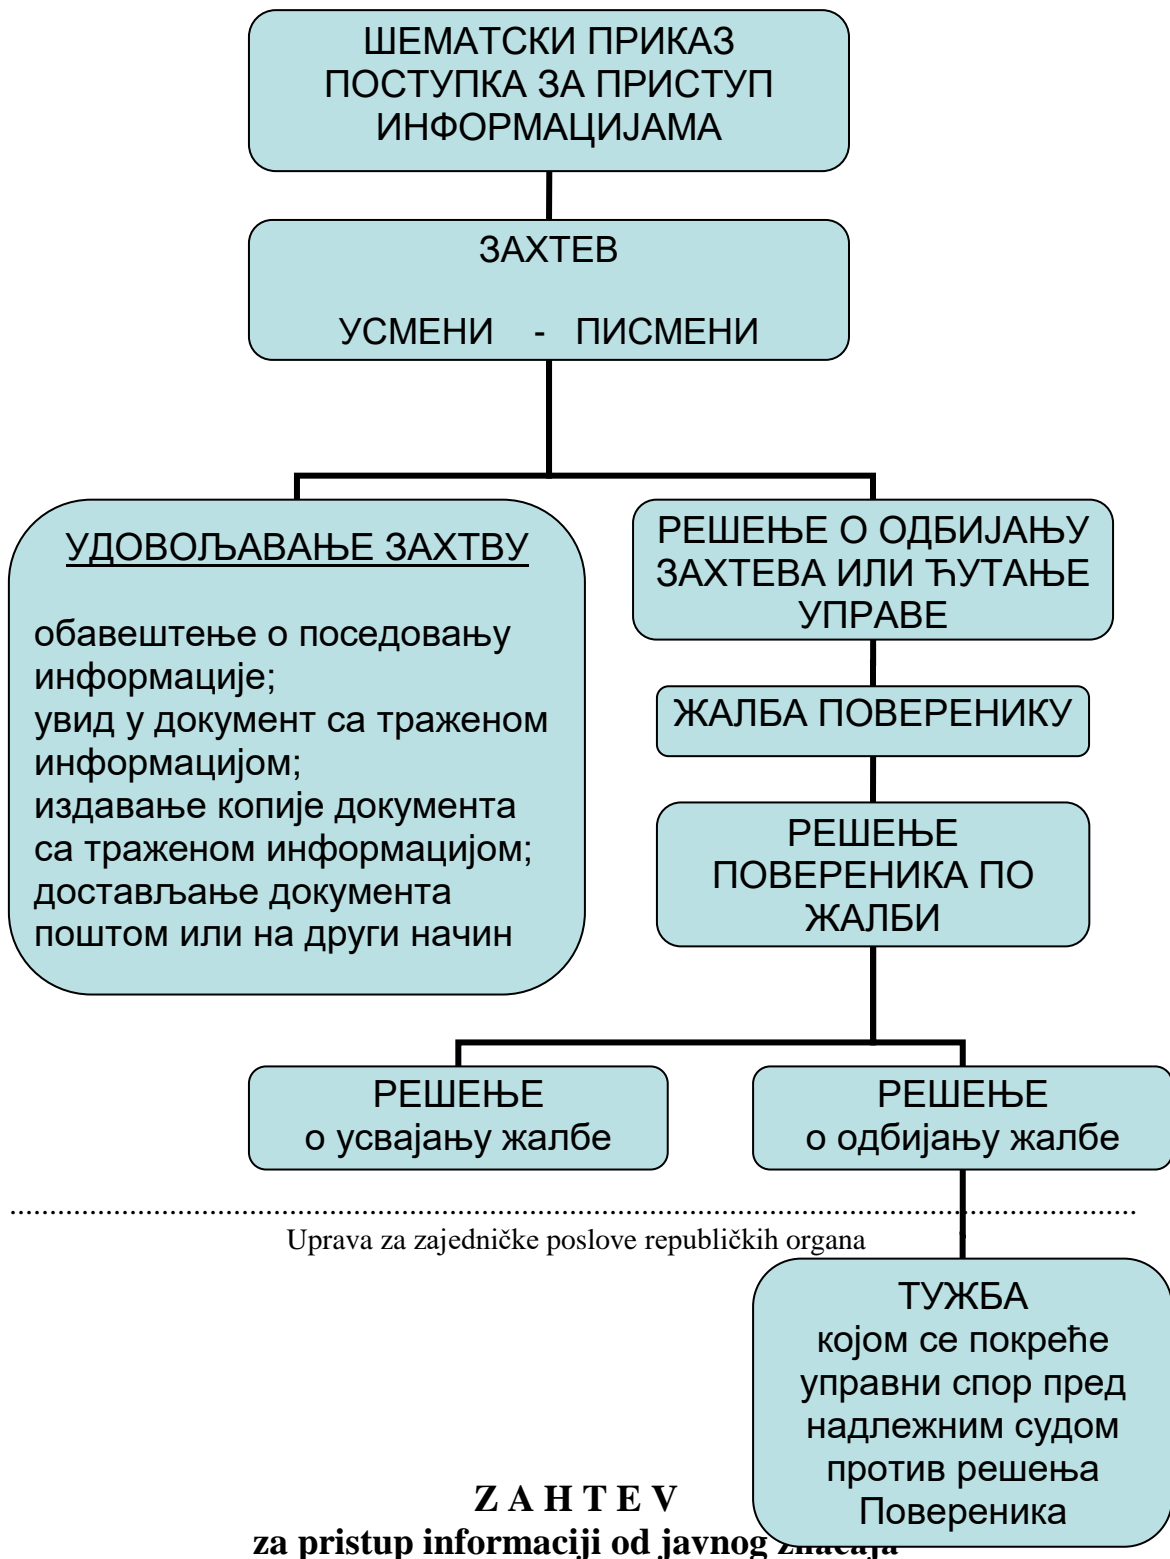 ШЕМАТСКИ ПРИКАЗ
ПОСТУПКА ЗА ПРИСТУП
ИНФОРМАЦИЈАМА
ЗАХТЕВ
УСМЕНИ - ПИСМЕНИ
УДОВОЉАВАЊЕ ЗАХТВУ
обавештење о поседовању
информације;
увид у документ са траженом
информацијом;
издавање копије документа
са траженом информацијом;
достављање документа
поштом или на други начин
РЕШЕЊЕ О ОДБИЈАЊУ
ЗАХТЕВА ИЛИ ЋУТАЊЕ
УПРАВЕ
ЖАЛБА ПОВЕРЕНИКУ
РЕШЕЊЕ
ПОВЕРЕНИКА ПО
ЖАЛБИ
РЕШЕЊЕ
о усвајању жалбе
РЕШЕЊЕ
о одбијању жалбе
Uprava za zajedničke poslove republičkih organa
ТУЖБА
којом се покреће
управни спор пред
надлежним судом
против решења
Повереника
Z A H T E V
za pristup informaciji od javnog